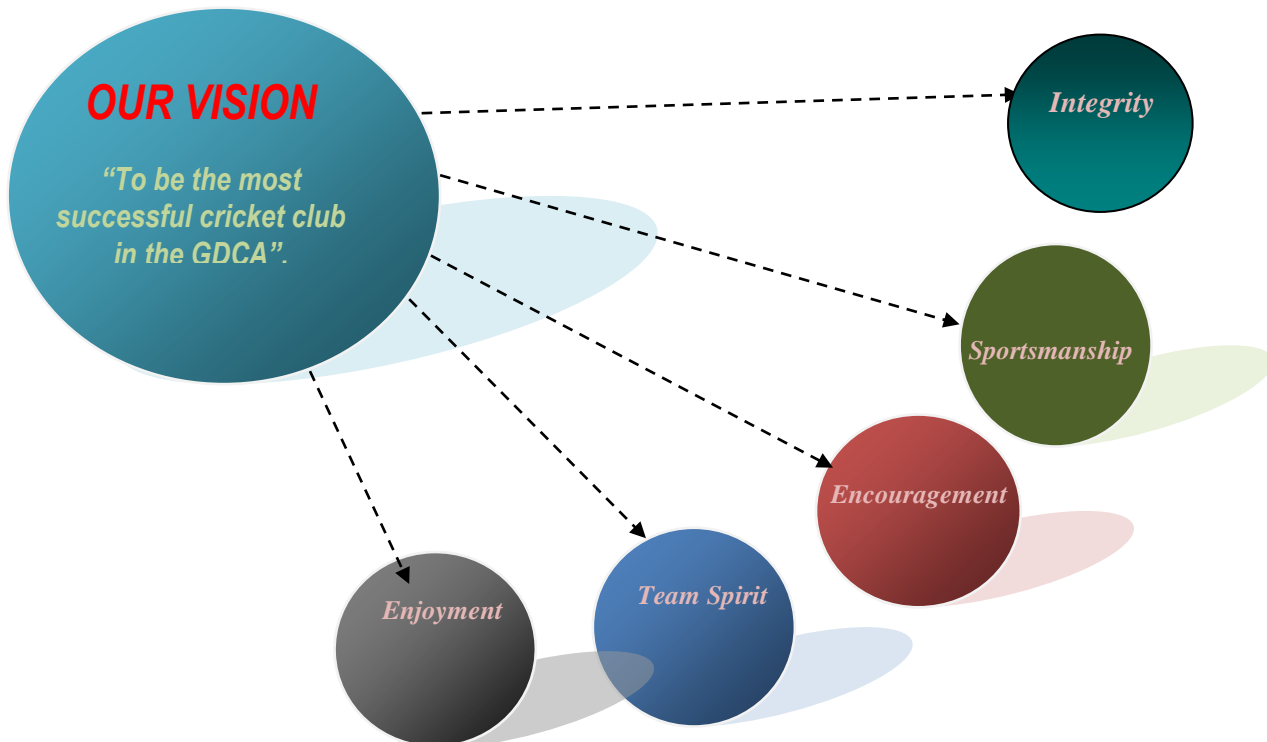 OUR VISION
“To be the most
successful cricket club
in the GDCA”.
Integrity
Sportsmanship
Encouragement
Team Spirit
Enjoyment